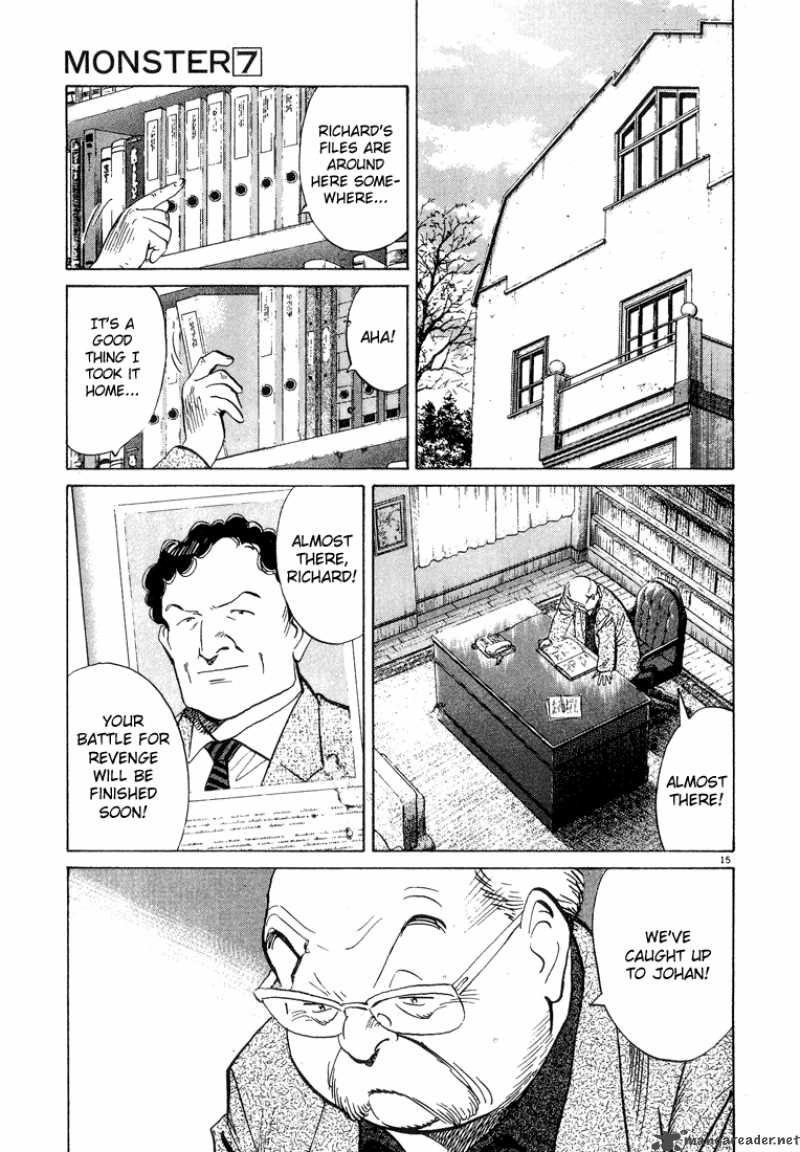 MONSTER 7
RICHARD'S
FILES ARE
AROUND
HERE SOME-
WHERE...
AHA!
IT'S A
GOOD
THING I
TOOK IT
HOME...
ALMOST
THERE!
ALMOST
THERE,
RICHARD!
YOUR
BATTLE FOR
REVENGE
WILL BE
FINISHED
SOON!
15
WE'VE
CAUGHT UP
TO JOHAN!
mangareader.net